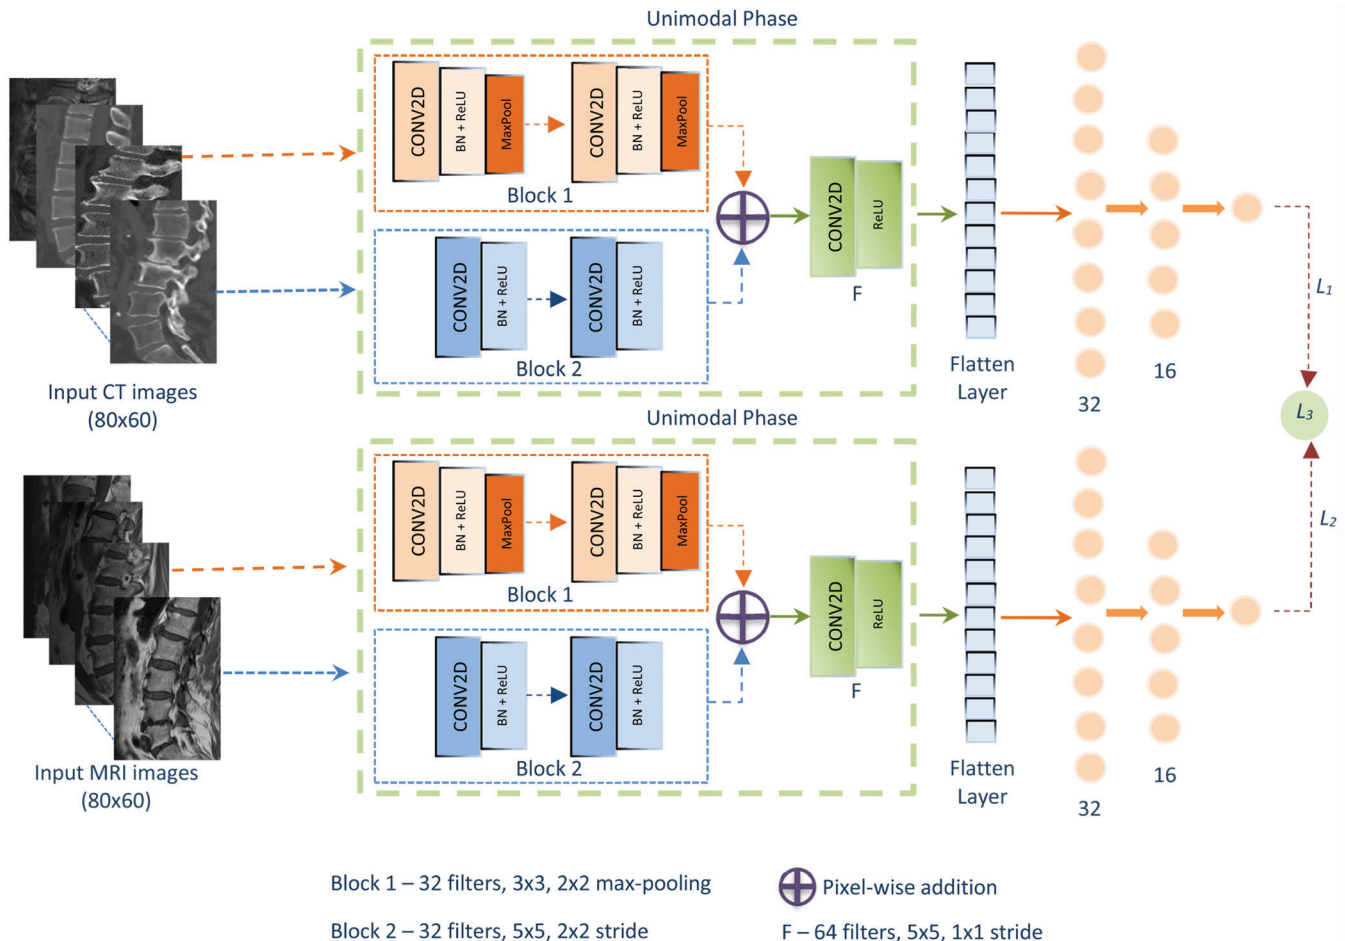 Unimodal Phase
CONV2D
BN + ReLU
MaxPool
CONV2D
BN + ReLU
MaxPool
Block 1
CONV2D
BN + ReLU
CONV2D
BN + ReLU
Block 2
CONV2D
ReLU
F
Input CT images
(80x60)
Flatten
Layer
32
16
L1
L3
L2
Unimodal Phase
CONV2D
BN + ReLU
MaxPool
CONV2D
BN + ReLU
MaxPool
Block 1
CONV2D
BN + ReLU
CONV2D
BN + ReLU
Block 2
CONV2D
ReLU
F
Input MRI images
(80x60)
Flatten
Layer
32
16
Block 1 – 32 filters, 3x3, 2x2 max-pooling
Pixel-wise addition
Block 2 – 32 filters, 5x5, 2x2 stride
F – 64 filters, 5x5, 1x1 stride